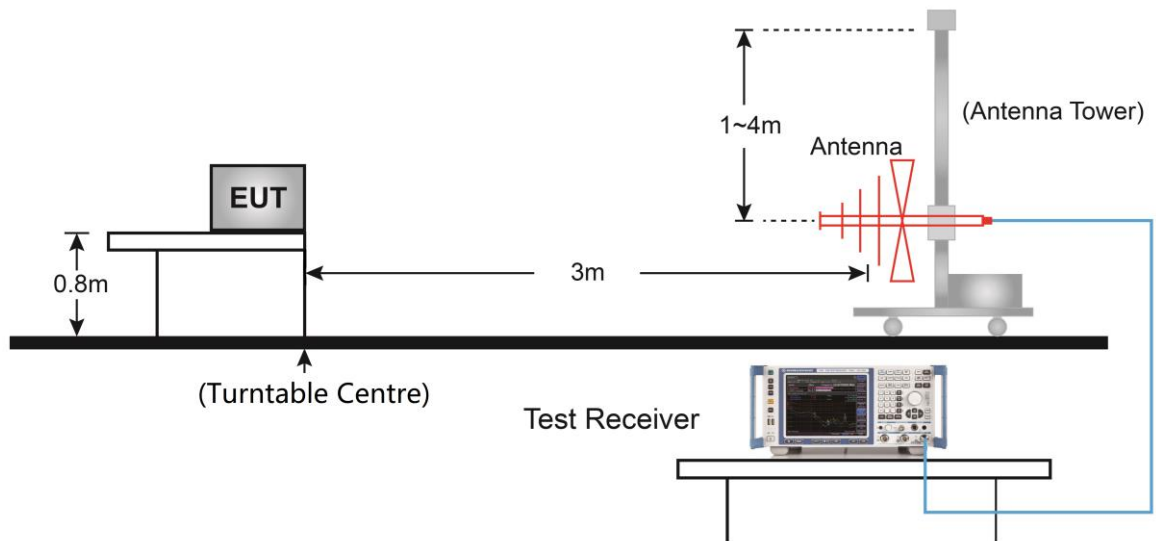 1~4m
(Antenna Tower)
Antenna
EUT
0.8m
3m
(Turntable Centre)
Test Receiver